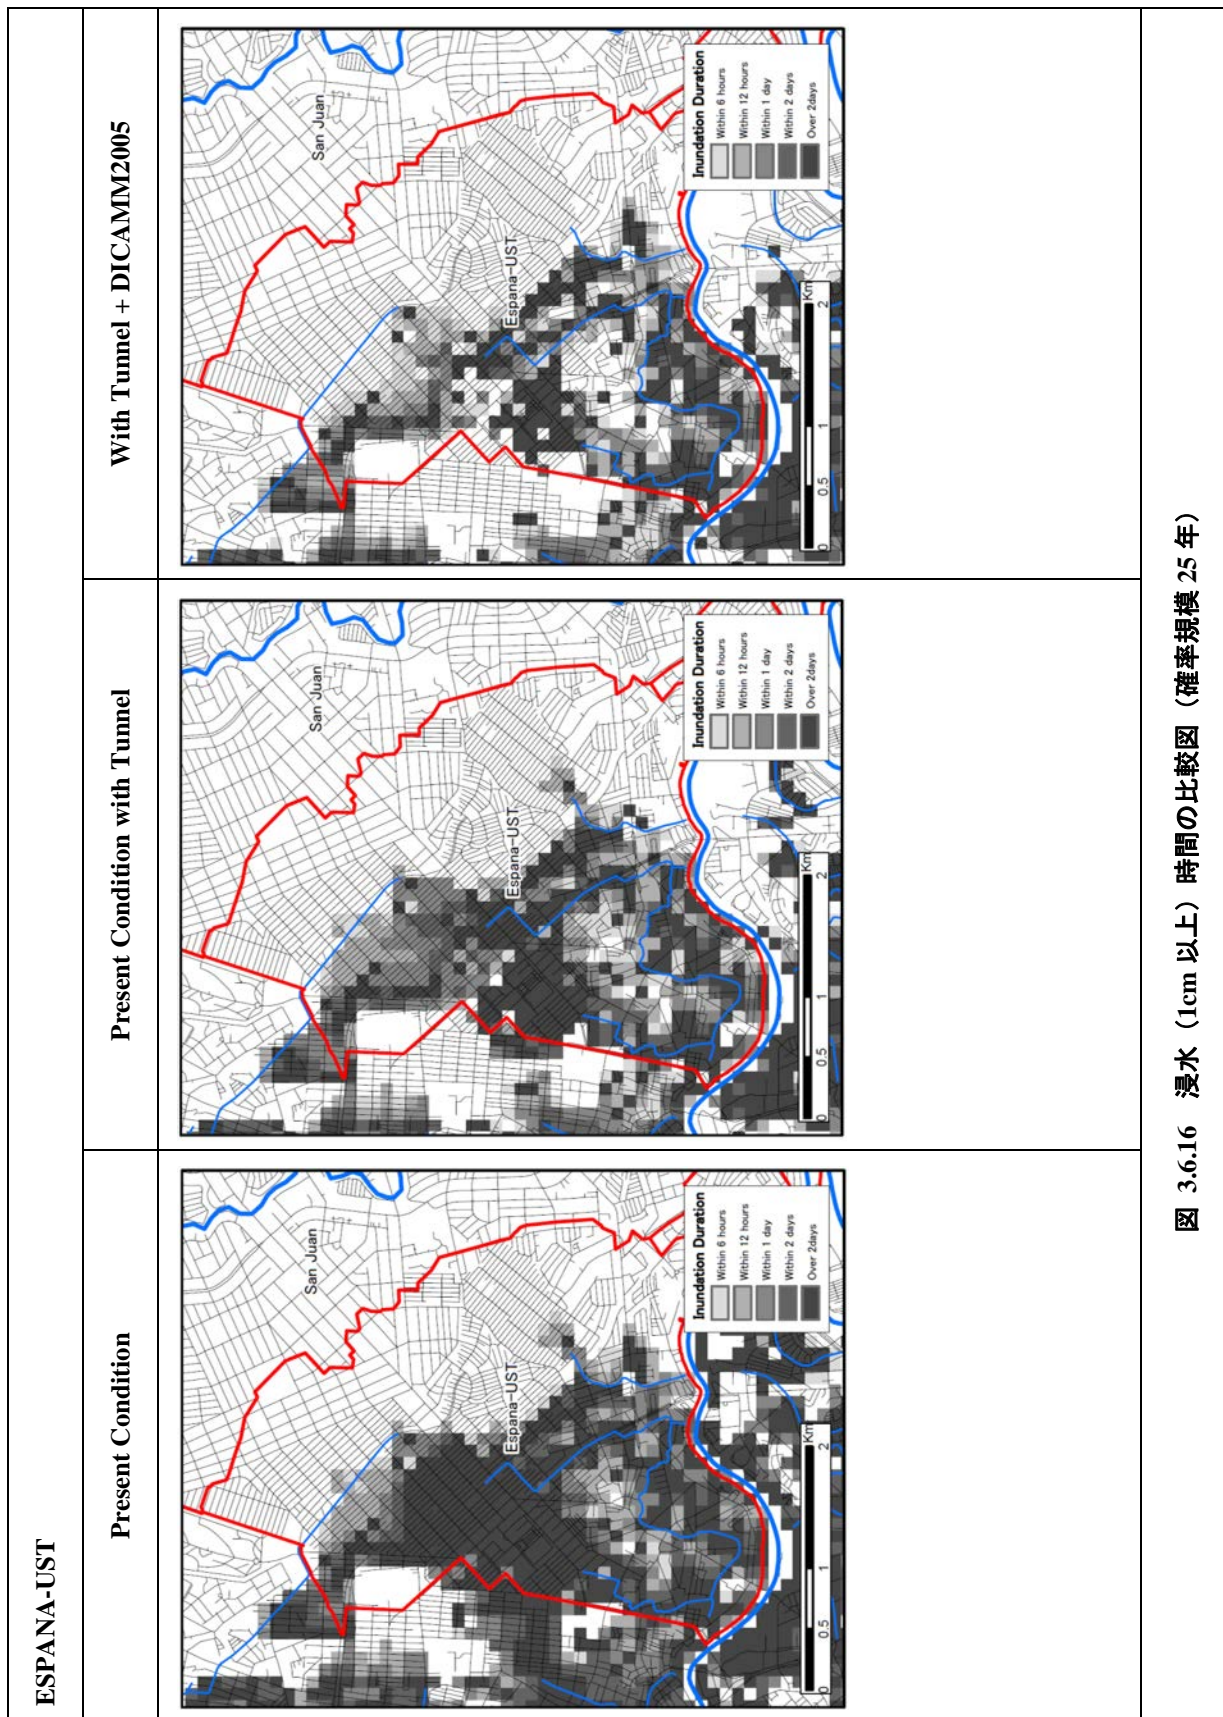 ESPANA-UST
Present Condition
Present Condition with Tunnel
With Tunnel + DICAMM2005
San Juan
Espana-UST
Inundation Duration
Within 6 hours
Within 12 hours
Within 1 day
Within 2 days
Over 2days
Km
0
0.5
1
2
San Juan
Espana-UST
Inundation Duration
Within 6 hours
Within 12 hours
Within 1 day
Within 2 days
Over 2days
Km
0
0.5
1
2
San Juan
Espana-UST
Inundation Duration
Within 6 hours
Within 12 hours
Within 1 day
Within 2 days
Over 2days
Km
0
0.5
1
2
図 3.6.16 浸水（1cm 以上）時間の比較図（確率規模 25 年）